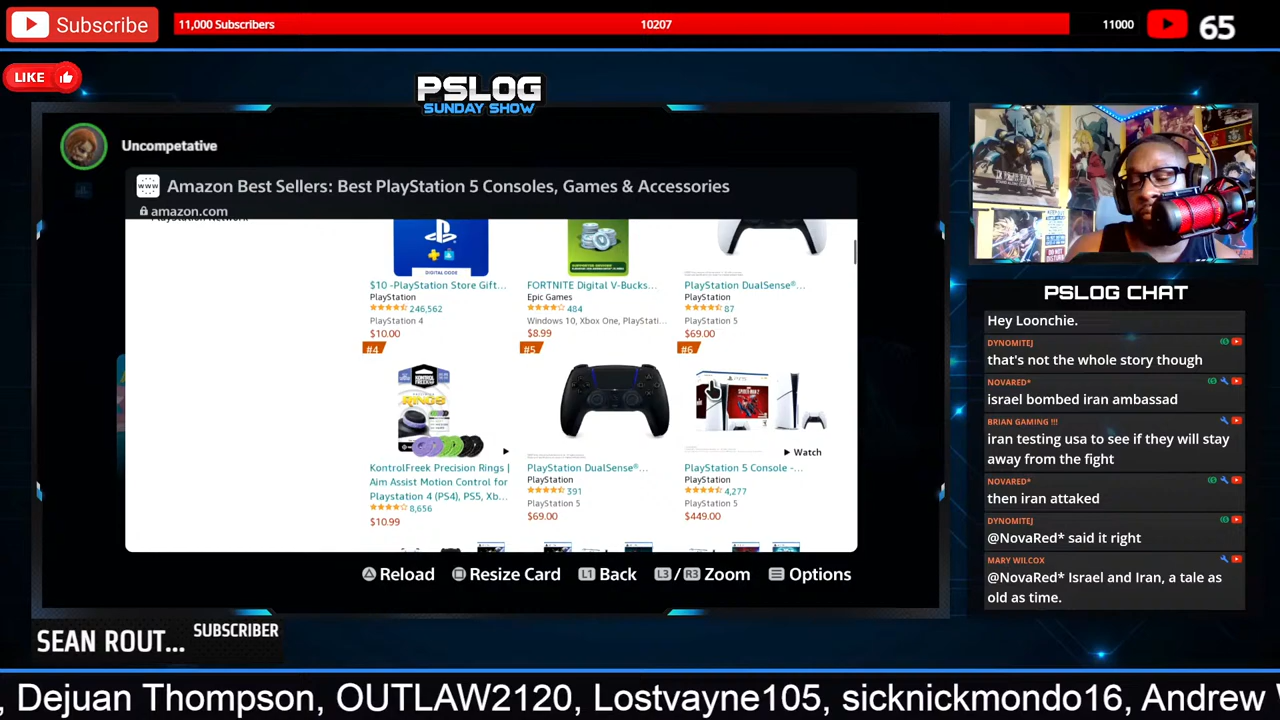 Subscribe
11,000 Subscribers
10207
11000
65
LIKE
PSLOG
SUNDAY SHOW
Uncompetative
www
Amazon Best Sellers: Best PlayStation 5 Consoles, Games & Accessories
amazon.com
DIGITAL CODE
$10 -PlayStation Store Gift...
PlayStation
246,562
PlayStation 4
$10.00
FORTNITE Digital V-Bucks...
Epic Games
484
Windows 10, Xbox One, PlayStati...
$8.99
PlayStation DualSense®...
PlayStation
87
PlayStation 5
$69.00
#4
#5
#6
KONTROLFREEK
RINGS
PS5
Watch
KontrolFreek Precision Rings |
Aim Assist Motion Control for
Playstation 4 (PS4), PS5, Xb...
8,656
$10.99
PlayStation DualSense®...
PlayStation
391
PlayStation 5
$69.00
PlayStation 5 Console -...
PlayStation
4,277
PlayStation 5
$449.00
Reload
Resize Card
L1 Back
L3/R3 Zoom
Options
PSLOG CHAT
Hey Loonchie.
DYNOMITEJ
that's not the whole story though
NOVARED*
israel bombed iran ambassad
BRIAN GAMING !!!
iran testing usa to see if they will stay
away from the fight
NOVARED*
then iran attaked
DYNOMITEJ
@NovaRed* said it right
MARY WILCOX
@NovaRed* Israel and Iran, a tale as
old as time.
SEAN ROUT...
SUBSCRIBER
, Dejuan Thompson, OUTLAW2120, Lostvayne105, sicknickmondo16, Andrew